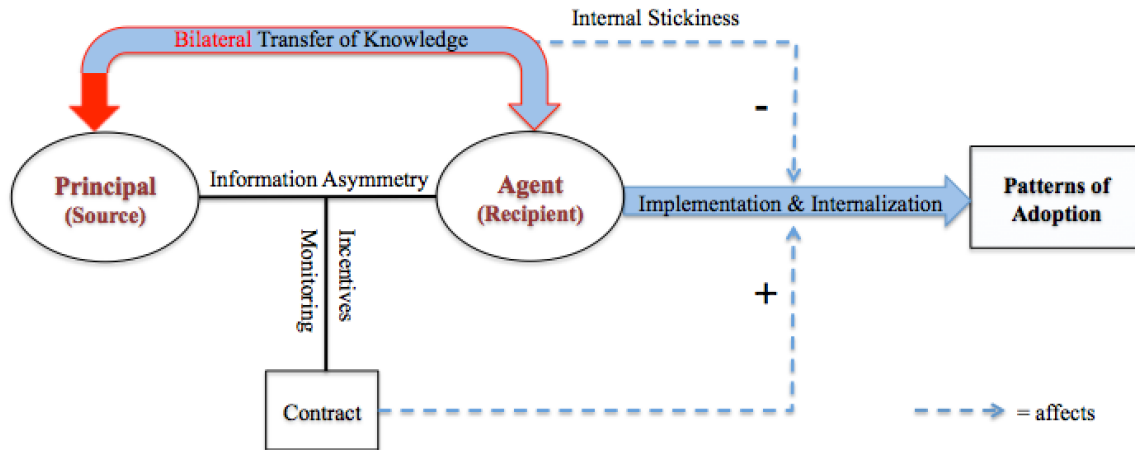 Internal Stickiness
Bilateral Transfer of Knowledge
-
Principal
(Source)
Information Asymmetry
Agent
(Recipient)
Implementation & Internalization
Patterns of
Adoption
Monitoring
Incentives
+
Contract
= affects